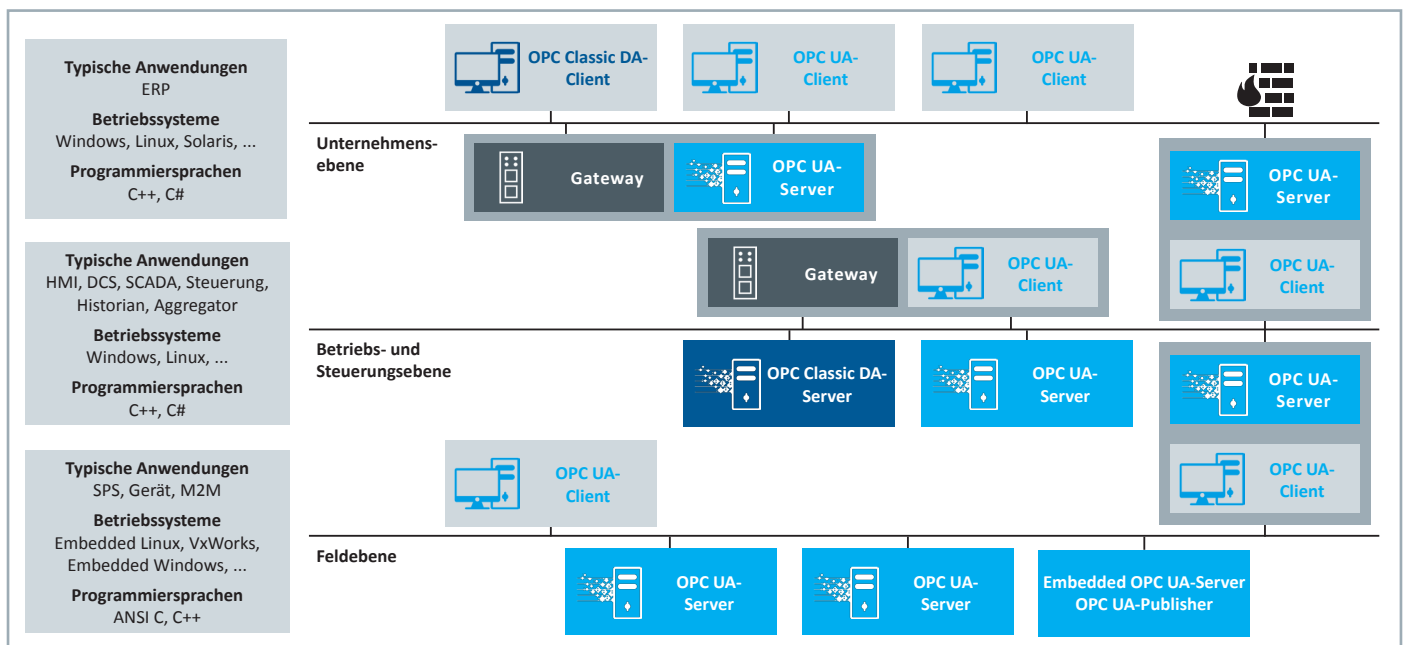 Typische Anwendungen
ERP
Betriebssysteme
Windows, Linux, Solaris, ...
Programmiersprachen
C++, C#
Typische Anwendungen
HMI, DCS, SCADA, Steuerung,
Historian, Aggregator
Betriebssysteme
Windows, Linux, ...
Programmiersprachen
C++, C#
Typische Anwendungen
SPS, Gerät, M2M
Betriebssysteme
Embedded Linux, VxWorks,
Embedded Windows, ...
Programmiersprachen
ANSI C, C++
OPC Classic DA-
Client
OPC UA-
Client
OPC UA-
Client
Unternehmens-
ebene
Gateway
OPC UA-
Server
OPC UA-
Server
Gateway
OPC UA-
Client
OPC UA-
Client
Betriebs- und
Steuerungsebene
OPC Classic DA-
Server
OPC UA-
Server
OPC UA-
Server
OPC UA-
Client
OPC UA-
Client
Feldebene
OPC UA-
Server
OPC UA-
Server
Embedded OPC UA-Server
OPC UA-Publisher